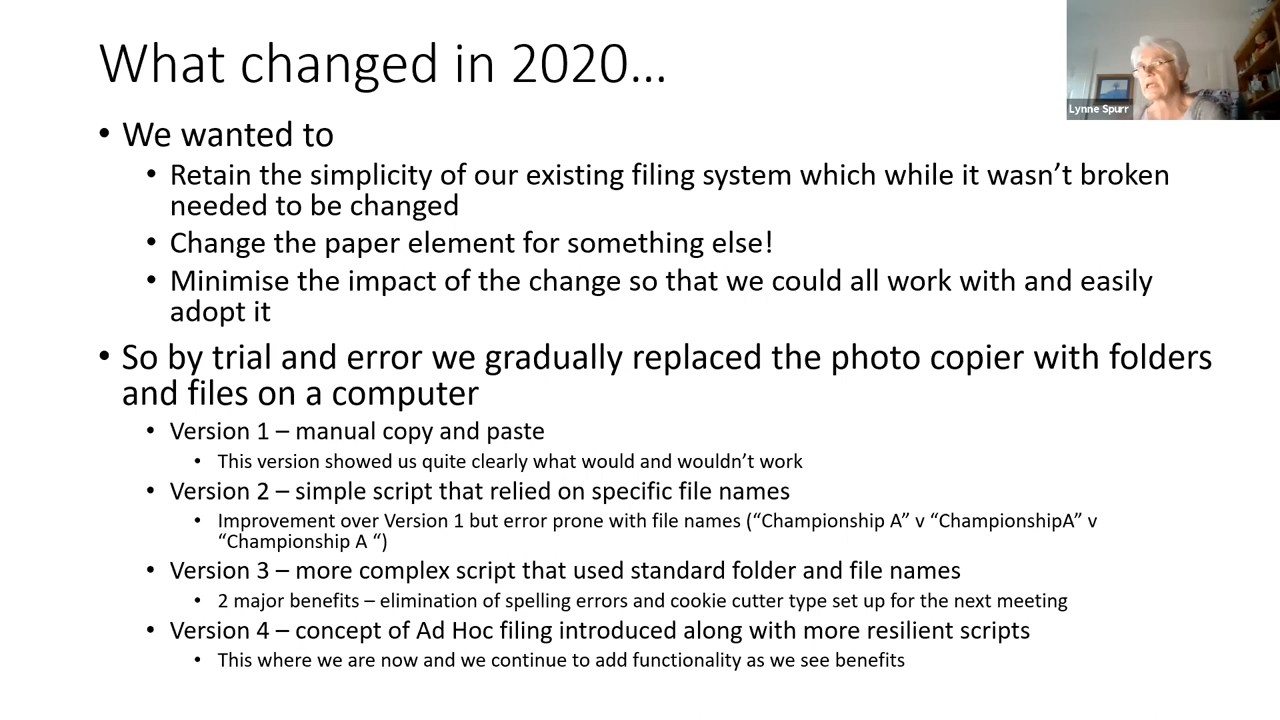 What changed in 2020...
Lynne Spurr
• We wanted to
• Retain the simplicity of our existing filing system which while it wasn’t broken
needed to be changed
• Change the paper element for something else!
• Minimise the impact of the change so that we could all work with and easily
adopt it
• So by trial and error we gradually replaced the photo copier with folders
and files on a computer
• Version 1 – manual copy and paste
• This version showed us quite clearly what would and wouldn’t work
• Version 2 – simple script that relied on specific file names
• Improvement over Version 1 but error prone with file names (“Championship A” v “ChampionshipA” v
“Championship A “)
• Version 3 – more complex script that used standard folder and file names
• 2 major benefits – elimination of spelling errors and cookie cutter type set up for the next meeting
• Version 4 – concept of Ad Hoc filing introduced along with more resilient scripts
• This where we are now and we continue to add functionality as we see benefits